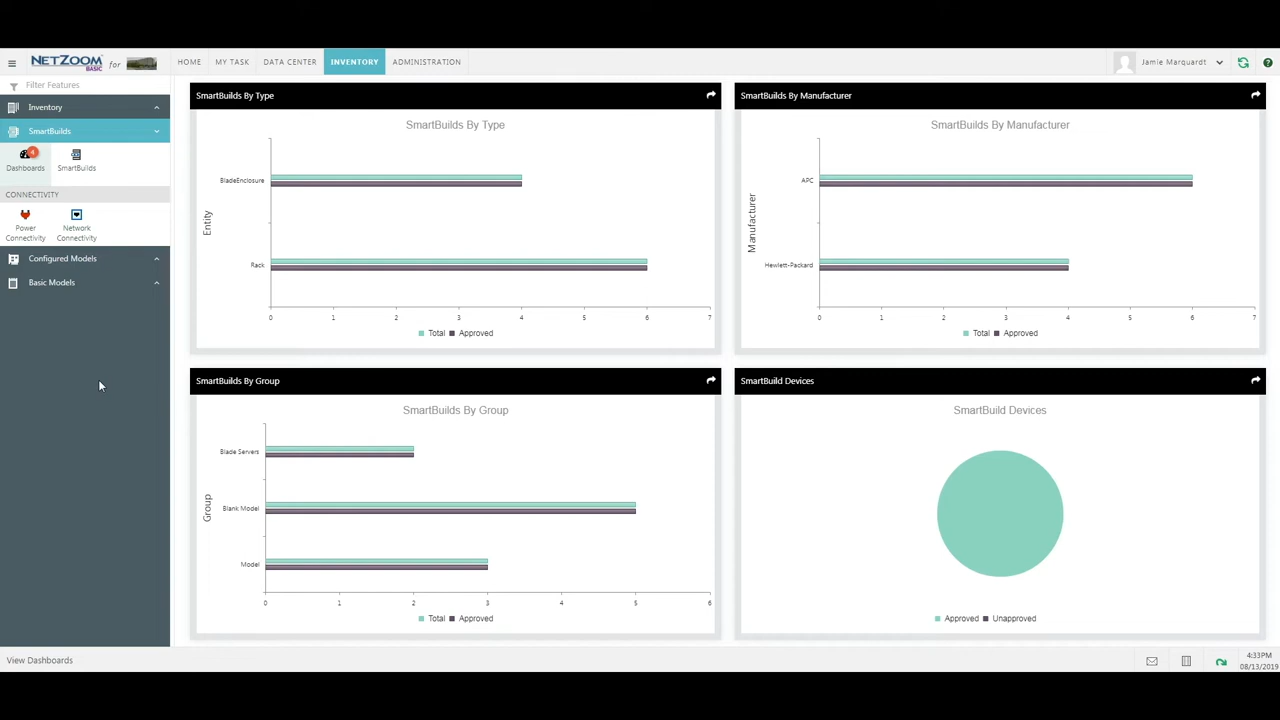 NETZOOM
BASIC
for
HOME
MY TASK
DATA CENTER
INVENTORY
ADMINISTRATION
Jamie Marquardt
Filter Features
Inventory
SmartBuilds
4
Dashboards
SmartBuilds
CONNECTIVITY
Power
Connectivity
Network
Connectivity
Configured Models
Basic Models
SmartBuilds By Type
SmartBuilds By Type
Entity
BladeEnclosure
Rack
0 1 2 3 4 5 6 7
Total Approved
SmartBuilds By Manufacturer
SmartBuilds By Manufacturer
Manufacturer
APC
Hewlett-Packard
0 1 2 3 4 5 6 7
Total Approved
SmartBuilds By Group
SmartBuilds By Group
Group
Blade Servers
Blank Model
Model
0 1 2 3 4 5 6
Total Approved
SmartBuild Devices
SmartBuild Devices
Approved Unapproved
View Dashboards
4:33PM
08/13/2019